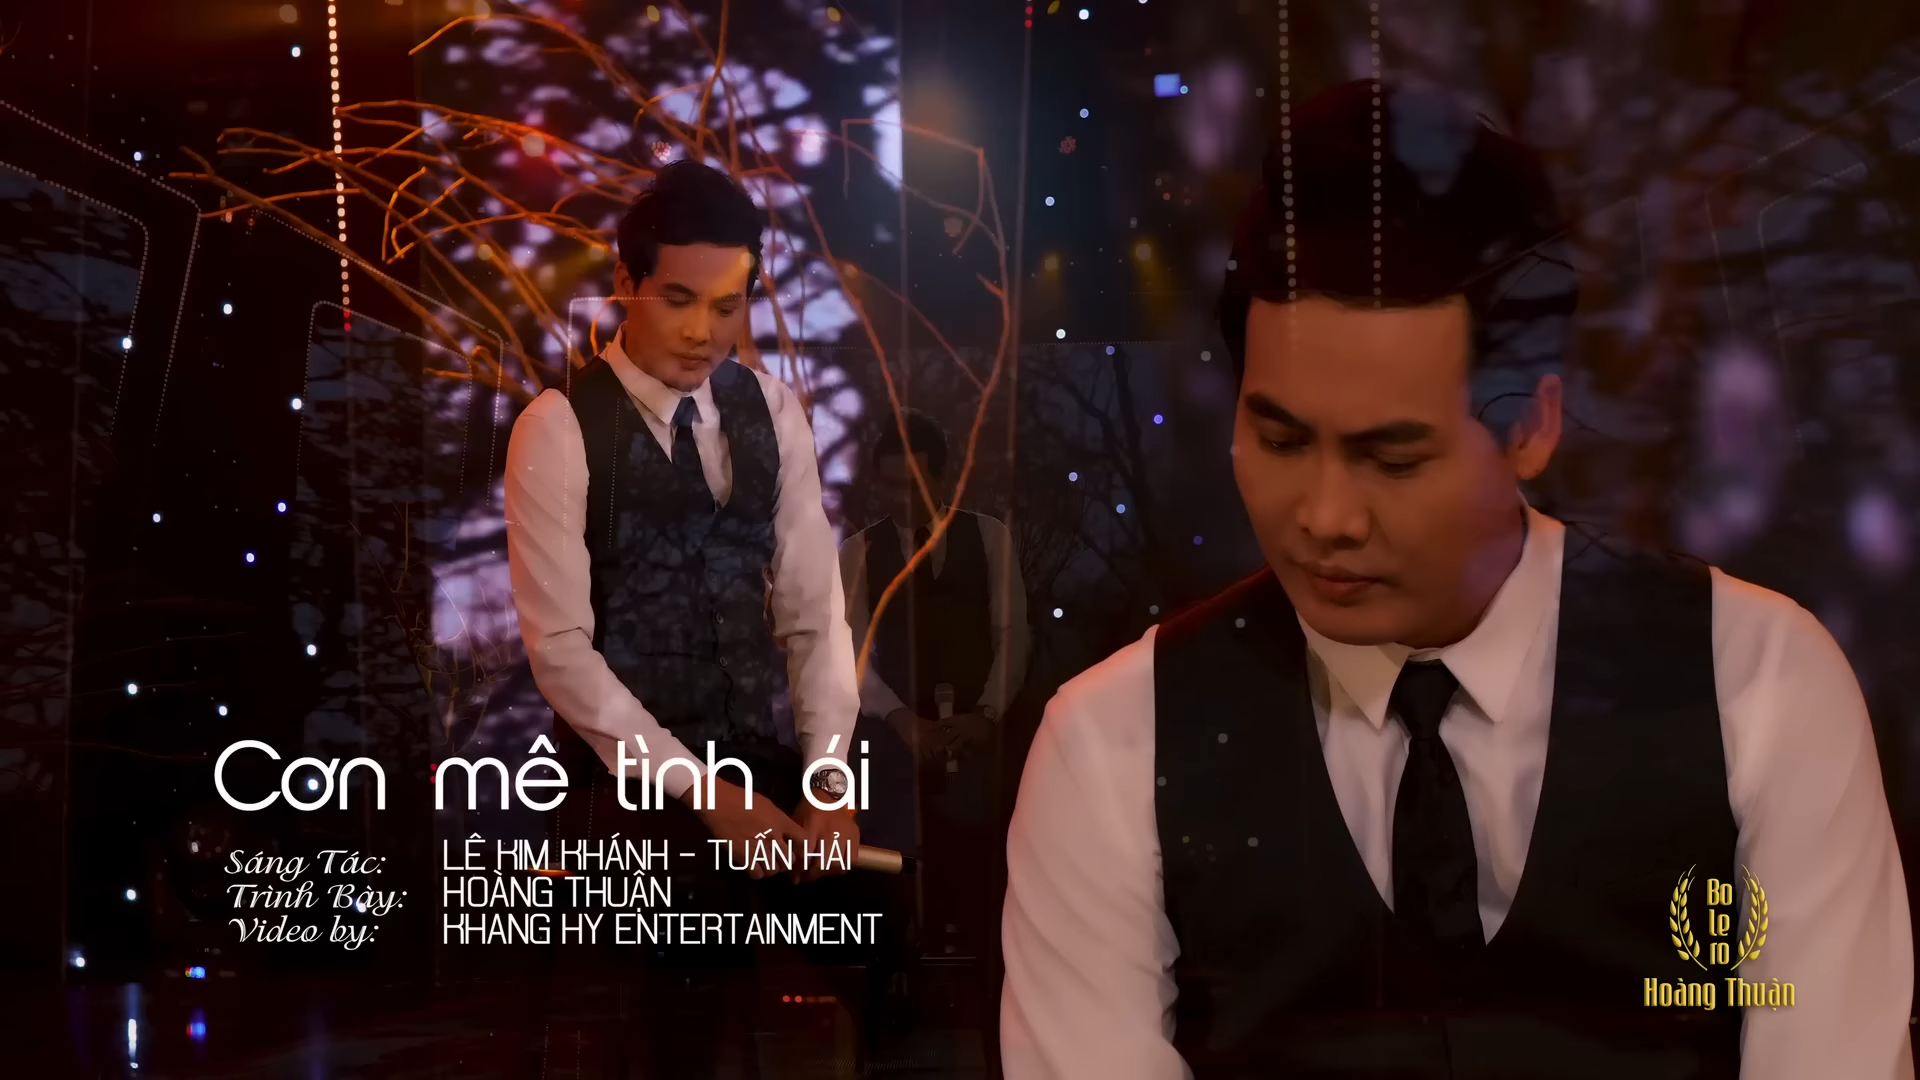 Cơn mê tình ái
Sáng Tác: LÊ KIM KHÁNH - TUẤN HẢI
Trình Bày: HOÀNG THUẬN
Video by: KHANG HY ENTERTAINMENT
Bo
le
ro
Hoàng Thuận